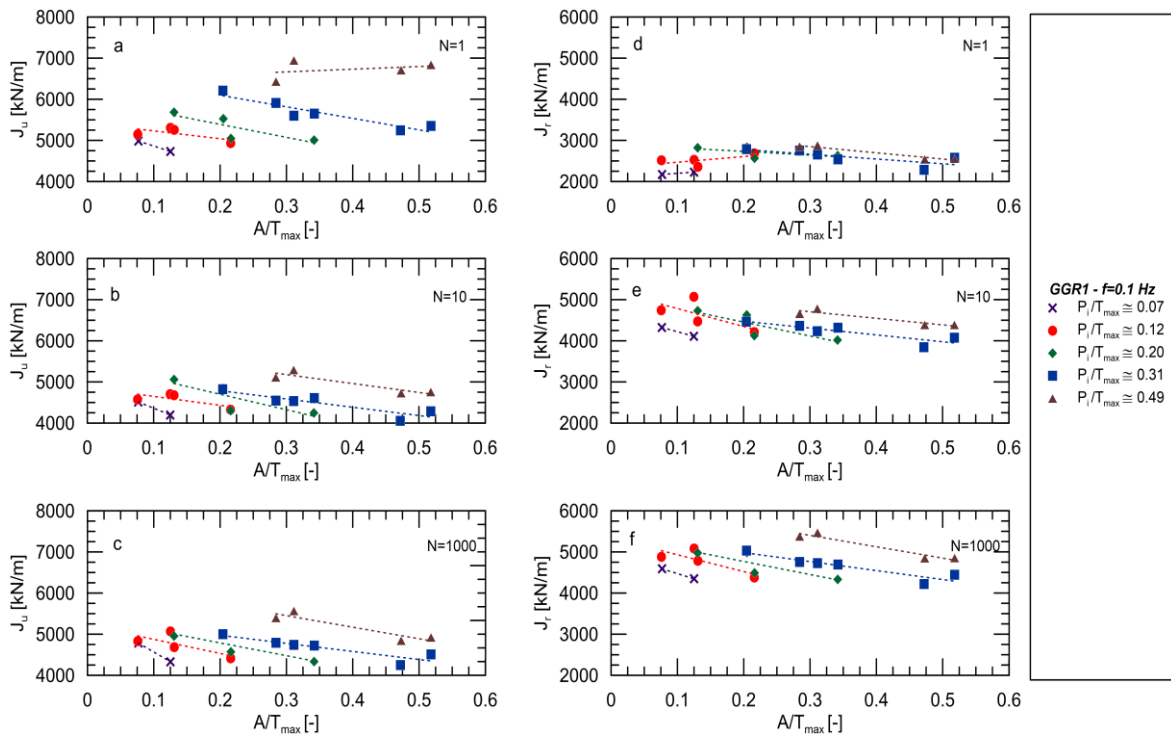 8000
7000
6000
5000
4000
J_u [kN/m]
a
N=1
0 0.1 0.2 0.3 0.4 0.5 0.6
A/T_max [-]
6000
5000
4000
3000
2000
J_r [kN/m]
d
N=1
0 0.1 0.2 0.3 0.4 0.5 0.6
A/T_max [-]
8000
7000
6000
5000
4000
J_u [kN/m]
b
N=10
0 0.1 0.2 0.3 0.4 0.5 0.6
A/T_max [-]
6000
5000
4000
3000
2000
J_r [kN/m]
e
N=10
0 0.1 0.2 0.3 0.4 0.5 0.6
A/T_max [-]
8000
7000
6000
5000
4000
J_u [kN/m]
c
N=1000
0 0.1 0.2 0.3 0.4 0.5 0.6
A/T_max [-]
6000
5000
4000
3000
2000
J_r [kN/m]
f
N=1000
0 0.1 0.2 0.3 0.4 0.5 0.6
A/T_max [-]
GGR1 - f=0.1 Hz
P_i/T_max ≅ 0.07
P_i/T_max ≅ 0.12
P_i/T_max ≅ 0.20
P_i/T_max ≅ 0.31
P_i/T_max ≅ 0.49